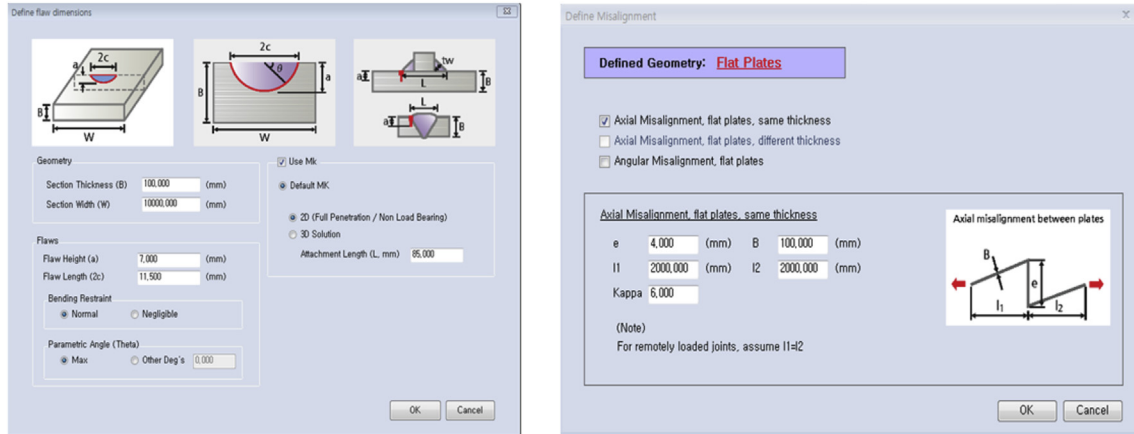 Define flaw dimensions
2c
a
B
W
2c
θ
a
B
W
tw
a
L
B
L
a
B
Geometry
Section Thickness (B) 100,000 (mm)
Section Width (W) 10000,000 (mm)
Flaws
Flaw Height (a) 7,000 (mm)
Flaw Length (2c) 11,500 (mm)
Bending Restraint
Normal Negligible
Parametric Angle (Theta)
Max Other Deg's 0,000
Use Mk
Default MK
2D (Full Penetration / Non Load Bearing)
3D Solution
Attachment Length (L, mm) 85,000
OK Cancel
Define Misalignment
Defined Geometry: Flat Plates
Axial Misalignment, flat plates, same thickness
Axial Misalignment, flat plates, different thickness
Angular Misalignment, flat plates
Axial Misalignment, flat plates, same thickness
e 4,000 (mm) B 100,000 (mm)
l1 2000,000 (mm) l2 2000,000 (mm)
Kappa 6,000
(Note)
For remotely loaded joints, assume l1=l2
Axial misalignment between plates
B
e
l1 l2
OK Cancel